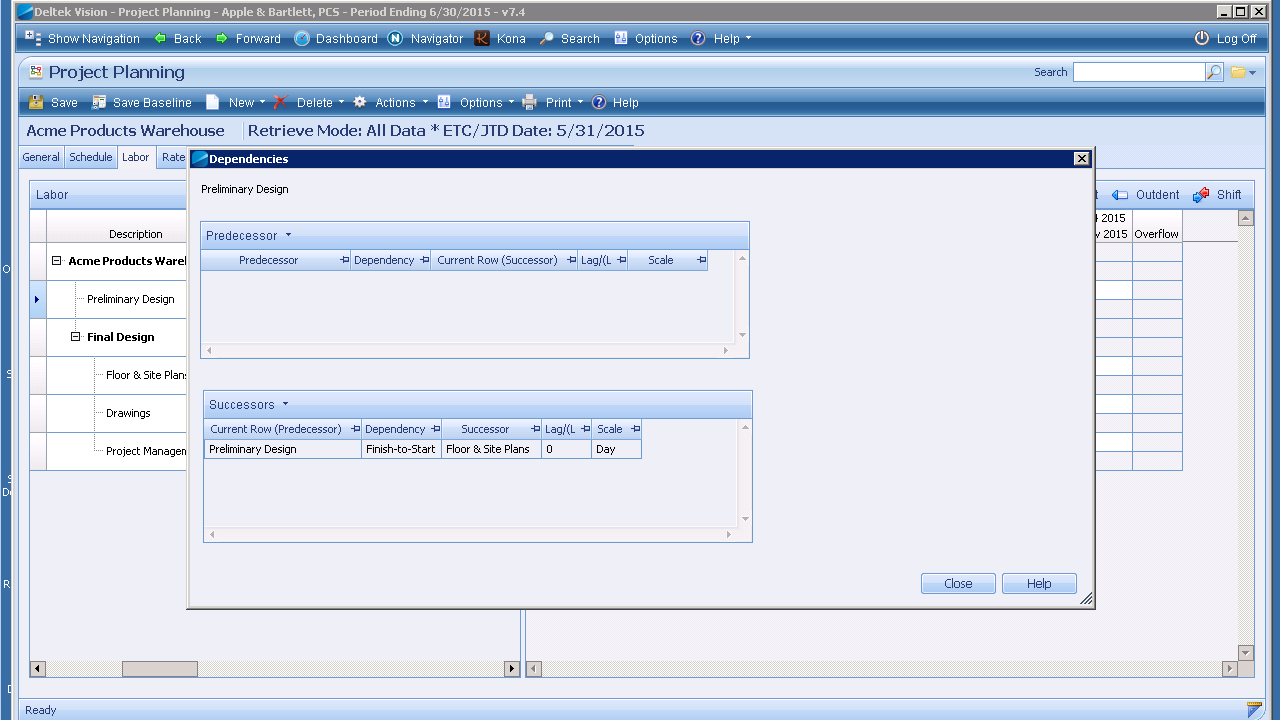 Deltek Vision - Project Planning - Apple & Bartlett, PCS - Period Ending 6/30/2015 - v7.4
Show Navigation Back Forward Dashboard Navigator Kona Search Options Help Log Off
Project Planning Search
Save Save Baseline New Delete Actions Options Print Help
Acme Products Warehouse Retrieve Mode: All Data * ETC/JTD Date: 5/31/2015
General Schedule Labor Rate
Dependencies
Preliminary Design
Labor
Outdent Shift
Description
2015
2015 Overflow
Predecessor
Predecessor Dependency Current Row (Successor) Lag/(L Scale
Acme Products Ware
Preliminary Design
Final Design
Floor & Site Plans
Drawings
Project Managem
Successors
Current Row (Predecessor) Dependency Successor Lag/(L Scale
Preliminary Design Finish-to-Start Floor & Site Plans 0 Day
Close Help
Ready